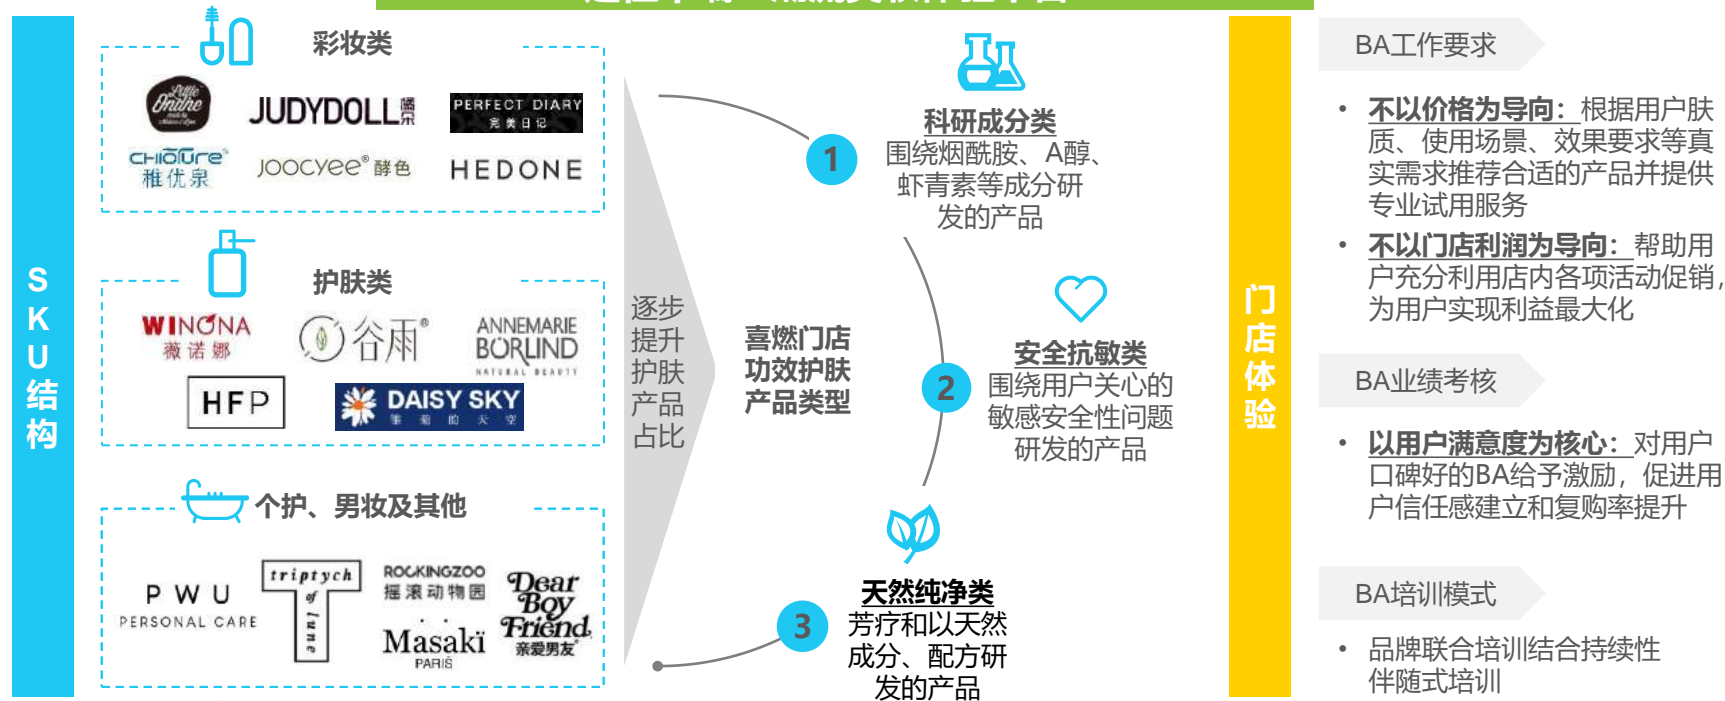 SKU结构
彩妆类
Little
Ondine
JUDYDOLL橘朵
PERFECT DIARY
完美日记
CHIOTURE®
稚优泉
JOOCYEE®酵色
HEDONE
护肤类
WINONA
薇诺娜
谷雨®
ANNEMARIE
BÖRLIND
NATURAL BEAUTY
HFP
DAISY SKY
雏菊的天空
个护、男妆及其他
PWU
PERSONAL CARE
triptych
of
lune
ROCKINGZOO
摇滚动物园
Masakï
PARIS
Dear
Boy
Friend
亲爱男友
逐步
提升
护肤
产品
占比
喜燃门店
功效护肤
产品类型
1
科研成分类
围绕烟酰胺、A醇、
虾青素等成分研
发的产品
2
安全抗敏类
围绕用户关心的
敏感安全性问题
研发的产品
3
天然纯净类
芳疗和以天然
成分、配方研
发的产品
门店体验
BA工作要求
• 不以价格为导向：根据用户肤
质、使用场景、效果要求等真
实需求推荐合适的产品并提供
专业试用服务
• 不以门店利润为导向：帮助用
户充分利用店内各项活动促销，
为用户实现利益最大化
BA业绩考核
• 以用户满意度为核心：对用户
口碑好的BA给予激励，促进用
户信任感建立和复购率提升
BA培训模式
• 品牌联合培训结合持续性
伴随式培训